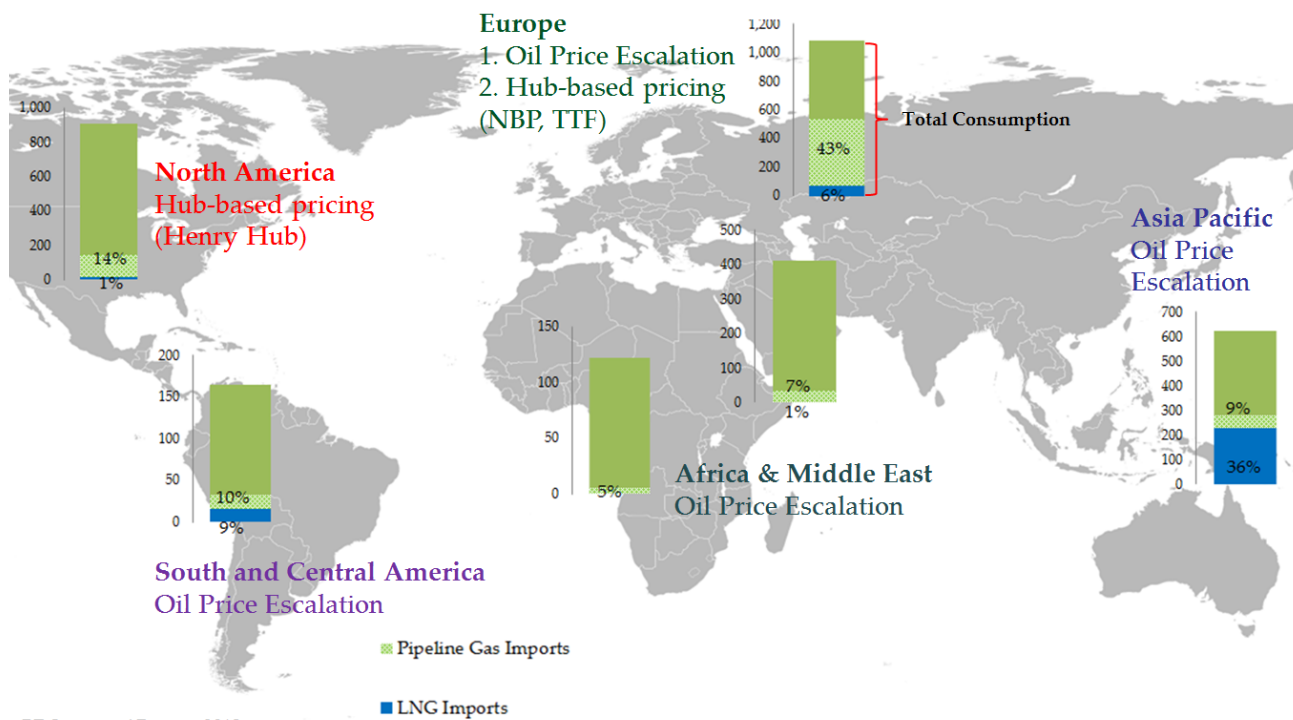 Europe
1. Oil Price Escalation
2. Hub-based pricing
(NBP, TTF)
1,200
1,000
800
600
400
200
0
43%
6%
Total Consumption
1,000
800
600
400
200
0
14%
1%
North America
Hub-based pricing
(Henry Hub)
Asia Pacific
Oil Price
Escalation
700
600
500
400
300
200
100
0
9%
36%
500
400
300
200
100
0
7%
1%
150
100
50
0
5%
Africa & Middle East
Oil Price Escalation
200
150
100
50
0
10%
9%
South and Central America
Oil Price Escalation
Pipeline Gas Imports
LNG Imports